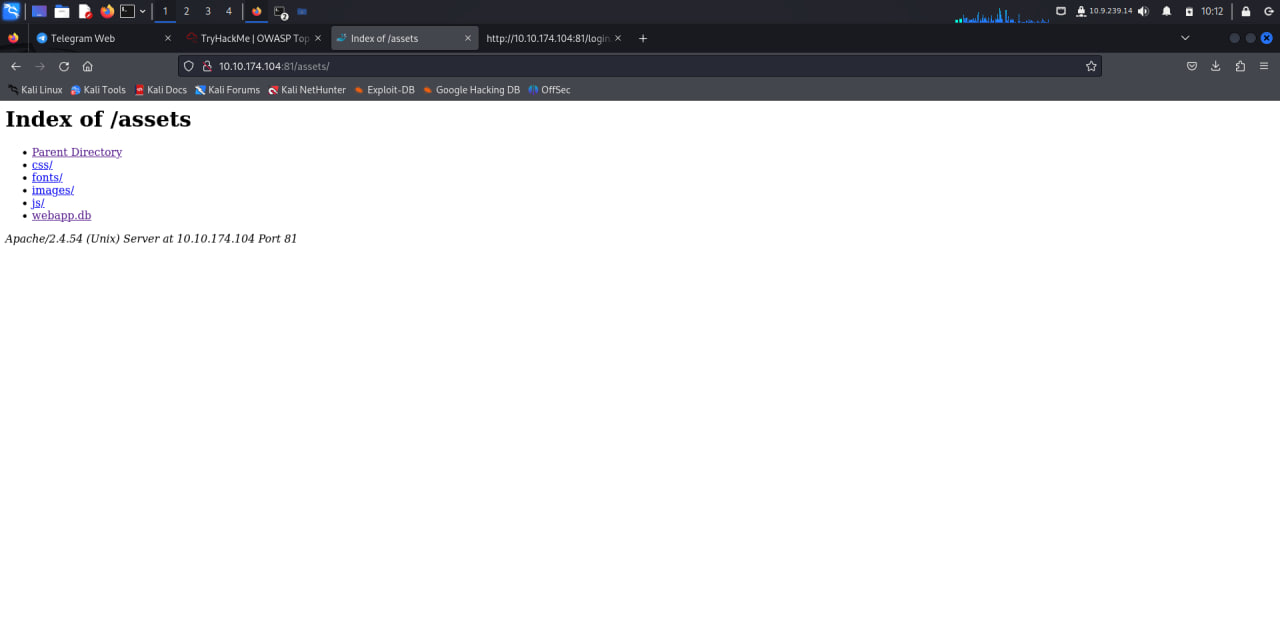 1 2 3 4 2 10.9.239.14 10:12
Telegram Web TryHackMe | OWASP Top Index of /assets http://10.10.174.104:81/login
10.10.174.104:81/assets/
Kali Linux Kali Tools Kali Docs Kali Forums Kali NetHunter Exploit-DB Google Hacking DB OffSec
Index of /assets
Parent Directory
css/
fonts/
images/
js/
webapp.db
Apache/2.4.54 (Unix) Server at 10.10.174.104 Port 81